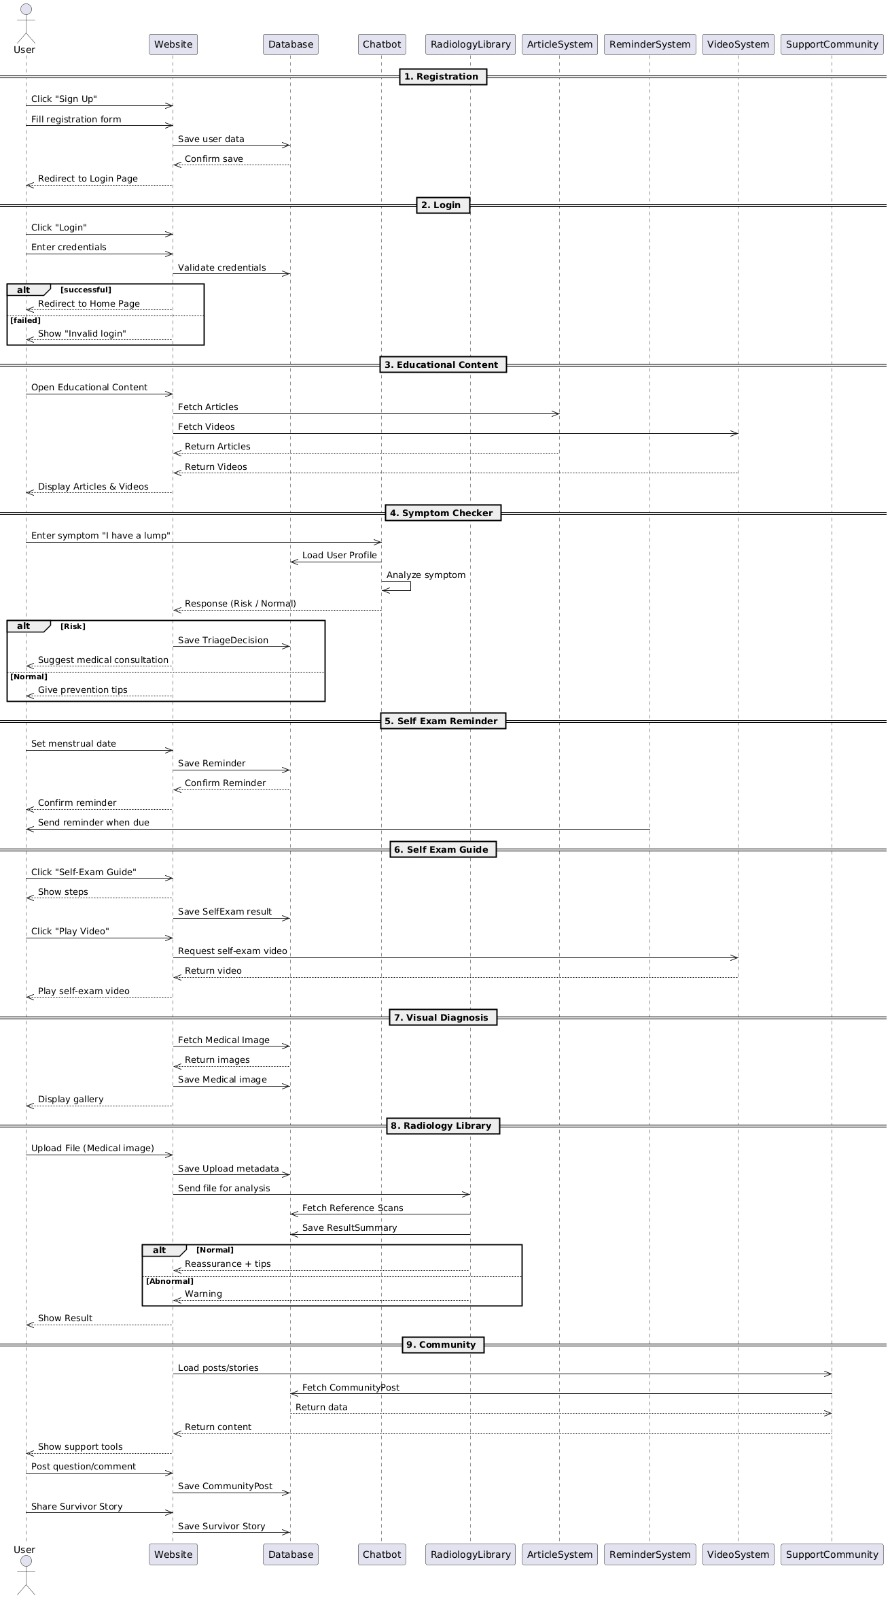 User
Website
Database
Chatbot
RadiologyLibrary
ArticleSystem
ReminderSystem
VideoSystem
SupportCommunity
1. Registration
Click "Sign Up"
Fill registration form
Save user data
Confirm save
Redirect to Login Page
2. Login
Click "Login"
Enter credentials
Validate credentials
alt [successful]
Redirect to Home Page
[failed]
Show "Invalid login"
3. Educational Content
Open Educational Content
Fetch Articles
Fetch Videos
Return Articles
Return Videos
Display Articles & Videos
4. Symptom Checker
Enter symptom "I have a lump"
Load User Profile
Analyze symptom
Response (Risk / Normal)
alt [Risk]
Save TriageDecision
Suggest medical consultation
[Normal]
Give prevention tips
5. Self Exam Reminder
Set menstrual date
Save Reminder
Confirm Reminder
Confirm reminder
Send reminder when due
6. Self Exam Guide
Click "Self-Exam Guide"
Show steps
Save SelfExam result
Click "Play Video"
Request self-exam video
Return video
Play self-exam video
7. Visual Diagnosis
Fetch Medical Image
Return images
Save Medical image
Display gallery
8. Radiology Library
Upload File (Medical image)
Save Upload metadata
Send file for analysis
Fetch Reference Scans
Save ResultSummary
alt [Normal]
Reassurance + tips
[Abnormal]
Warning
Show Result
9. Community
Load posts/stories
Fetch CommunityPost
Return data
Return content
Show support tools
Post question/comment
Save CommunityPost
Share Survivor Story
Save Survivor Story
User
Website
Database
Chatbot
RadiologyLibrary
ArticleSystem
ReminderSystem
VideoSystem
SupportCommunity